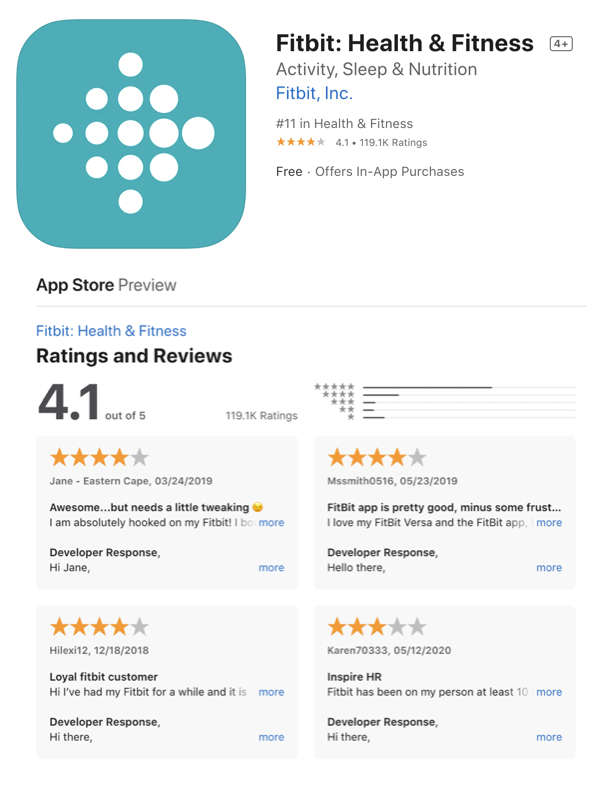 Fitbit: Health & Fitness 4+
Activity, Sleep & Nutrition
Fitbit, Inc.
#11 in Health & Fitness
★★★★★ 4.1 • 119.1K Ratings
Free · Offers In-App Purchases
App Store Preview
Fitbit: Health & Fitness
Ratings and Reviews
4.1 out of 5 119.1K Ratings
Jane - Eastern Cape, 03/24/2019
Awesome...but needs a little tweaking 😉
I am absolutely hooked on my Fitbit! I bo more
Developer Response,
Hi Jane, more
Mssmith0516, 05/23/2019
FitBit app is pretty good, minus some frust...
I love my FitBit Versa and the FitBit app, more
Developer Response,
Hello there, more
Hilexi12, 12/18/2018
Loyal fitbit customer
Hi I've had my Fitbit for a while and it is more
Developer Response,
Hi there, more
Karen70333, 05/12/2020
Inspire HR
Fitbit has been on my person at least 10 more
Developer Response,
Hi there, more